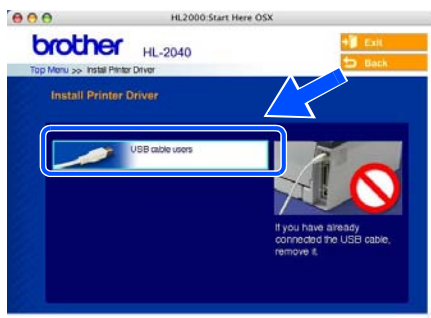 HL2000:Start Here OSX
brother HL-2040
Exit
Back
Top Menu >> Install Printer Driver
Install Printer Driver
USB cable users
If you have already
connected the USB cable,
remove it.